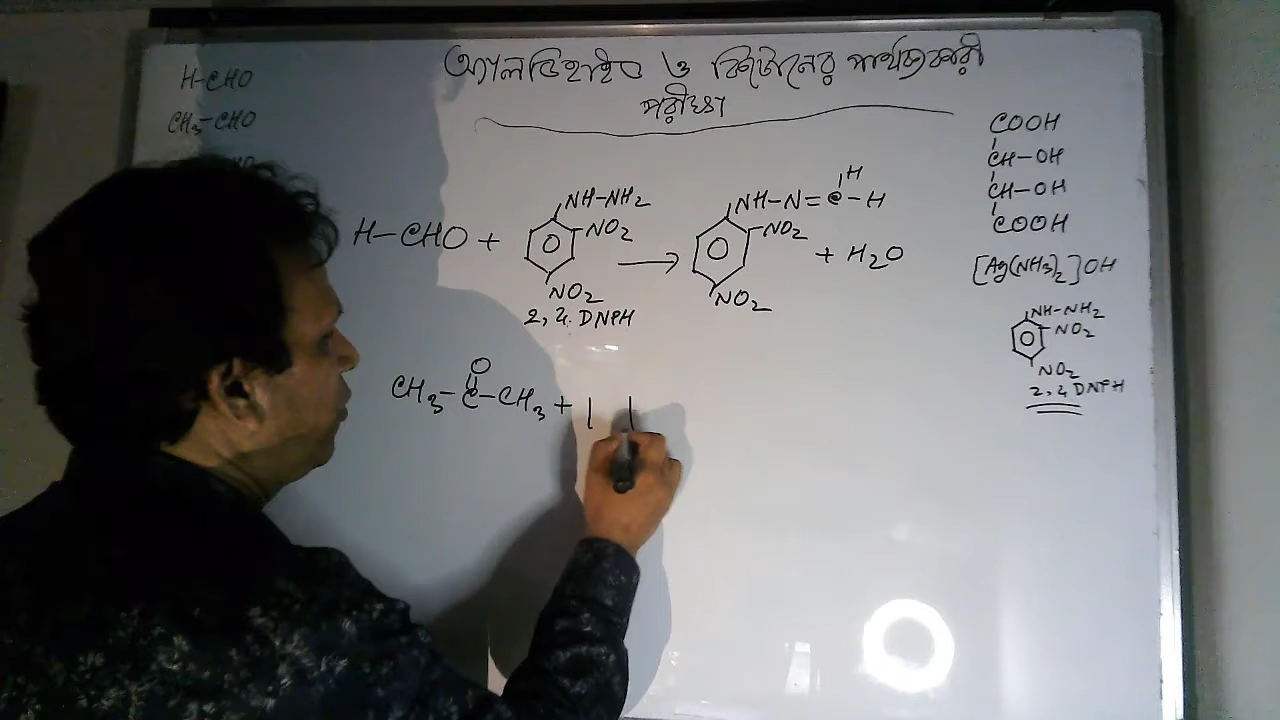 অ্যালডিহাইড ও কিটোনের পার্থক্যকারী
পরীক্ষা
H-CHO
CH3-CHO
H-CHO +
NH-NH2
NO2
NO2
2,4 DNPH
NH-N=C-H
H
NO2
NO2
+ H2O
CH3-C-CH3 +
O
COOH
CH-OH
CH-OH
COOH
[Ag(NH3)2]OH
NH-NH2
NO2
NO2
2,4 DNPH